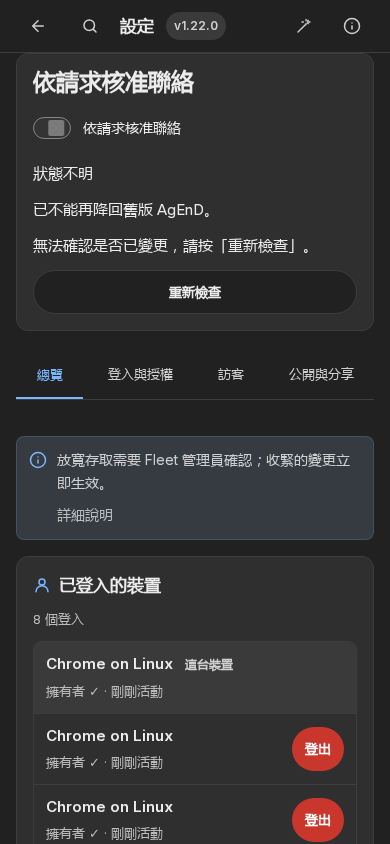 設定 v1.22.0
依請求核准聯絡
依請求核准聯絡
狀態不明
已不能再降回舊版 AgEnD。
無法確認是否已變更，請按「重新檢查」。
重新檢查
總覽 登入與授權 訪客 公開與分享
放寬存取需要 Fleet 管理員確認；收緊的變更立
即生效。
詳細說明
已登入的裝置
8 個登入
Chrome on Linux 這台裝置
擁有者 ✓ · 剛剛活動
Chrome on Linux
登出
擁有者 ✓ · 剛剛活動
Chrome on Linux
登出
擁有者 ✓ · 剛剛活動